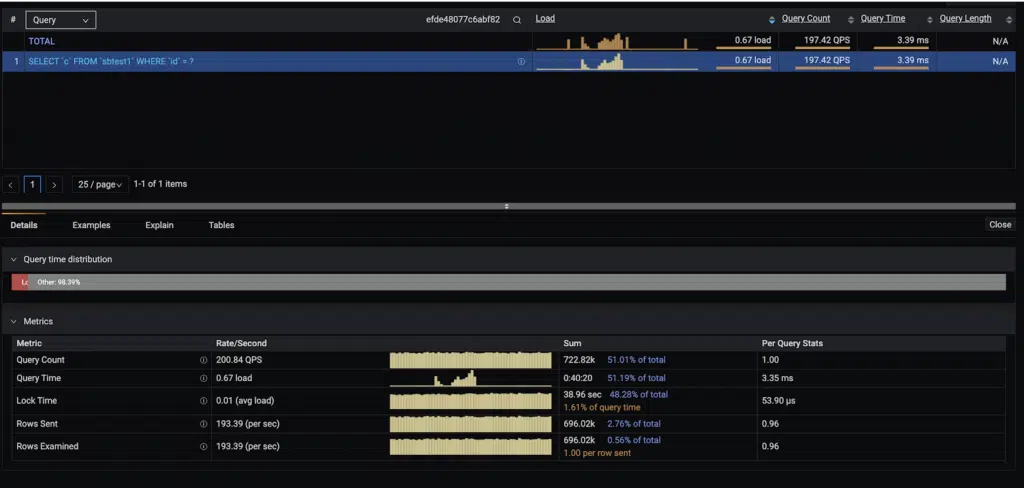 # Query efde48077c6abf82 Load Query Count Query Time Query Length
TOTAL 0.67 load 197.42 QPS 3.39 ms N/A
1 SELECT `c` FROM `sbtest1` WHERE `id` = ? 0.67 load 197.42 QPS 3.39 ms N/A
< 1 > 25 / page 1-1 of 1 items
Details Examples Explain Tables Close
Query time distribution
Lc Other: 98.39%
Metrics
Metric Rate/Second Sum Per Query Stats
Query Count 200.84 QPS 722.82k 51.01% of total 1.00
Query Time 0.67 load 0:40:20 51.19% of total 3.35 ms
Lock Time 0.01 (avg load) 38.96 sec 48.28% of total 53.90 µs
1.61% of query time
Rows Sent 193.39 (per sec) 696.02k 2.76% of total 0.96
Rows Examined 193.39 (per sec) 696.02k 0.56% of total 0.96
1.00 per row sent